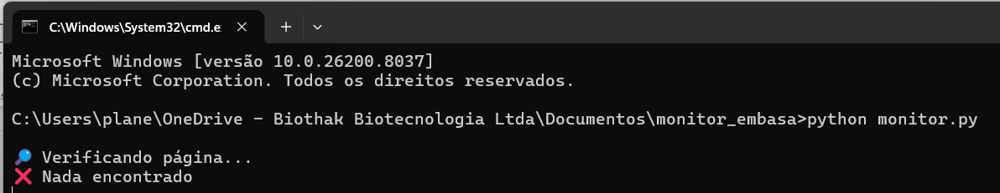 C:\Windows\System32\cmd.e
Microsoft Windows [versão 10.0.26200.8037]
(c) Microsoft Corporation. Todos os direitos reservados.
C:\Users\plane\OneDrive - Biothak Biotecnologia Ltda\Documentos\monitor_embasa>python monitor.py
🔎 Verificando página...
❌ Nada encontrado